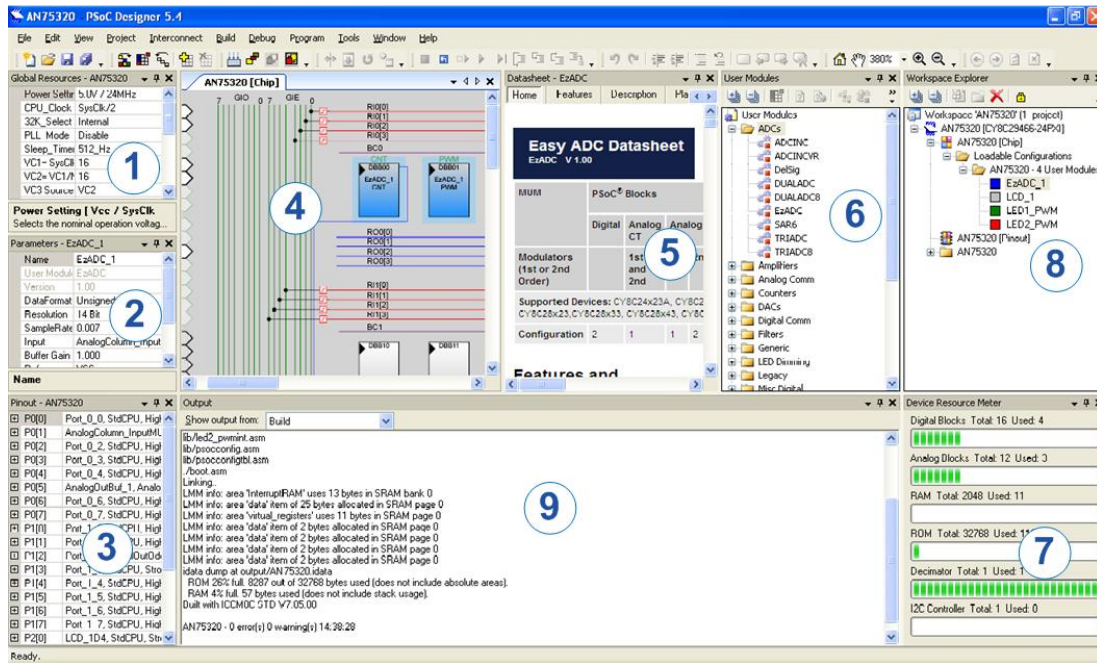 AN75320 - PSoC Designer 5.4
File Edit View Project Interconnect Build Debug Program Tools Window Help
380%
Global Resources - AN75320
Power Settir 5.0V / 24MHz
CPU_Clock SysClk/2
32K_Select Internal
PLL_Mode Disable
Sleep_Timer 512_Hz
VC1= SysClk 16
VC2= VC1/N 16
VC3 Source VC2
1
Power Setting [ Vcc / SysClk
Selects the nominal operation voltag...
Parameters - EzADC_1
Name EzADC_1
User Module EzADC
Version 1.00
DataFormat Unsigned
Resolution 14 Bit
SampleRate 0.007
Input AnalogColumn_Input
Buffer Gain 1.000
2
Name
Pinout - AN75320
P0[0] Port_0_0, StdCPU, High
P0[1] AnalogColumn_InputMU
P0[2] Port_0_2, StdCPU, High
P0[3] Port_0_3, StdCPU, High
P0[4] Port_0_4, StdCPU, High
P0[5] AnalogOutBuf_1, Analo
P0[6] Port_0_6, StdCPU, High
P0[7] Port_0_7, StdCPU, High
P1[0]
P1[1]
P1[2]
P1[3]
P1[4] Port_1_4, StdCPU, High
P1[5] Port_1_5, StdCPU, High
P1[6] Port_1_6, StdCPU, High
P1[7] Port_1_7, StdCPU, High
P2[0] LCD_1D4, StdCPU, Stro
3
AN75320 [Chip]
7 GIO 0 7 GIE 0
RI0[0]
RI0[1]
RI0[2]
RI0[3]
BC0
CNT
DBB00
EzADC_1
CNT
PWM
DBB01
EzADC_1
PWM
4
RO0[0]
RO0[1]
RO0[2]
RO0[3]
RI1[0]
RI1[1]
RI1[2]
RI1[3]
BC1
DBB10
DBB11
Datasheet - EzADC
Home Features Description Pla
Easy ADC Datasheet
EzADC V 1.00
MUM PSoC® Blocks
Digital Analog CT Analog
Modulators (1st or 2nd Order)
1st and 2nd
5
Supported Devices: CY8C24x23A, CY8C2
CY8C28x23,CY8C28x33, CY8C28x43, CY8C
Configuration 2 1 1 2
Features and
User Modules
User Modules
ADCs
ADCINC
ADCINCVR
DelSig
DUALADC
DUALADC8
EzADC
SAR6
TRIADC
TRIADC8
Amplifiers
Analog Comm
Counters
DACs
Digital Comm
Filters
Generic
LED Dimming
Legacy
Misc Digital
6
Workspace Explorer
Workspace 'AN75320' (1 project)
AN75320 [CY8C29466-24PXI]
AN75320 [Chip]
Loadable Configurations
AN75320 - 4 User Modules
EzADC_1
LCD_1
LED1_PWM
LED2_PWM
AN75320 [Pinout]
AN75320
8
Output
Show output from: Build
lib/led2_pwmint.asm
lib/psocconfig.asm
lib/psocconfigtbl.asm
./boot.asm
Linking..
LMM info: area 'InterruptRAM' uses 13 bytes in SRAM bank 0
LMM info: area 'data' item of 25 bytes allocated in SRAM page 0
LMM info: area 'virtual_registers' uses 11 bytes in SRAM page 0
LMM info: area 'data' item of 2 bytes allocated in SRAM page 0
LMM info: area 'data' item of 2 bytes allocated in SRAM page 0
LMM info: area 'data' item of 2 bytes allocated in SRAM page 0
LMM info: area 'data' item of 2 bytes allocated in SRAM page 0
idata dump at output/AN75320.idata
ROM 26% full. 8287 out of 32768 bytes used (does not include absolute areas).
RAM 4% full. 57 bytes used (does not include stack usage).
Built with ICCM8C STD V7.05.00
AN75320 - 0 error(s) 0 warning(s) 14:38:28
9
Device Resource Meter
Digital Blocks Total: 16 Used: 4
Analog Blocks Total: 12 Used: 3
RAM Total: 2048 Used: 11
ROM Total: 32768 Used:
Decimator Total: 1 Used: 1
I2C Controller Total: 1 Used: 0
7
Ready.